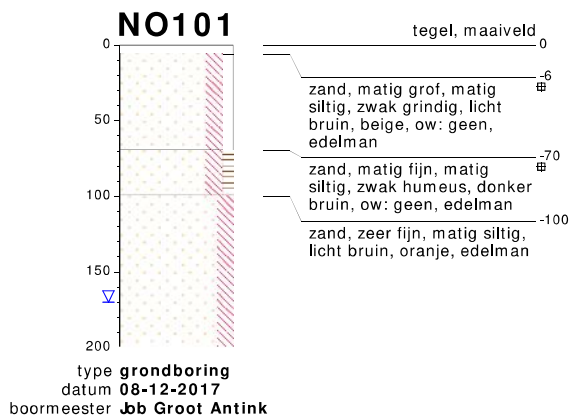 NO101
tegel, maaiveld
0
0
-6
zand, matig grof, matig
siltig, zwak grindig, licht
bruin, beige, ow: geen,
edelman
50
-70
zand, matig fijn, matig
siltig, zwak humeus, donker
bruin, ow: geen, edelman
100
-100
zand, zeer fijn, matig siltig,
licht bruin, oranje, edelman
150
200
type grondboring
datum 08-12-2017
boormeester Job Groot Antink